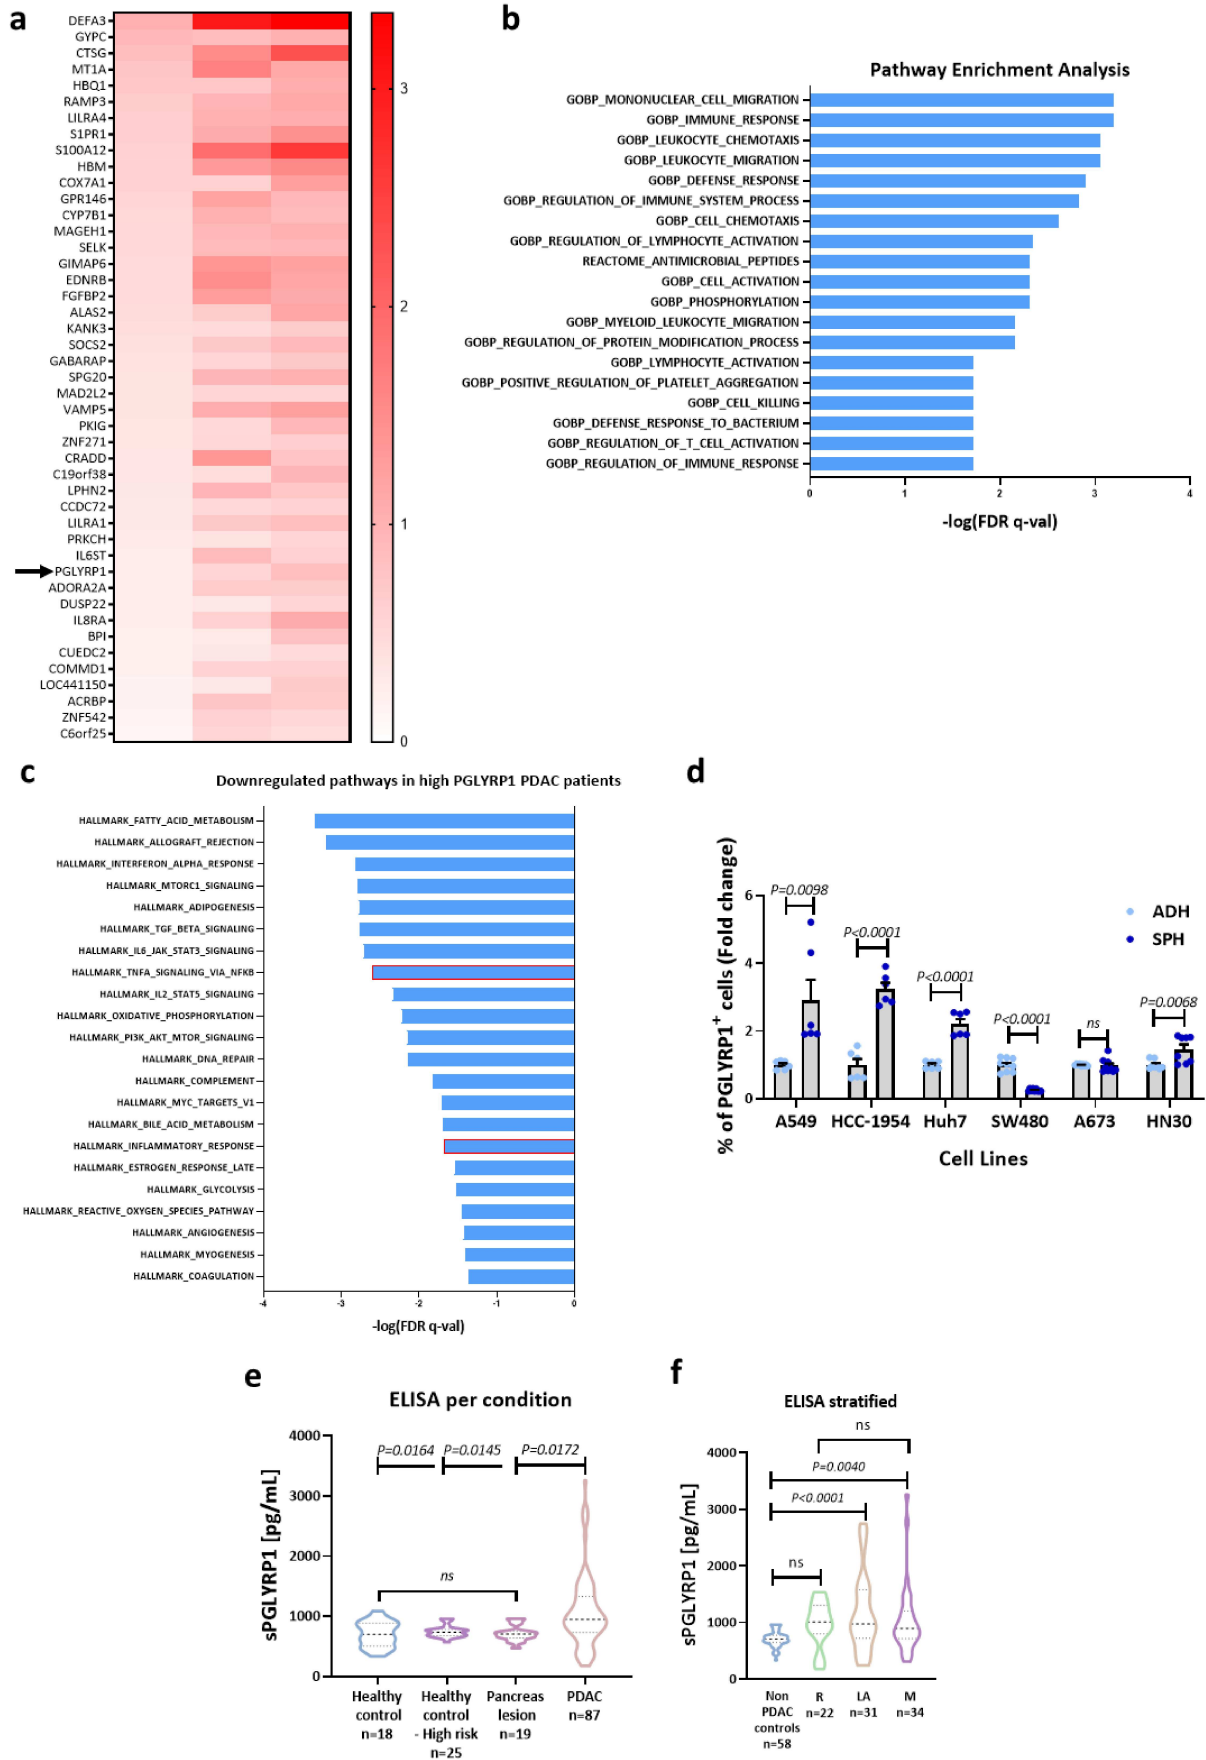 a
DEFA3
GYPC
CTSG
MT1A
HBQ1
RAMP3
LILRA4
S1PR1
S100A12
HBM
COX7A1
GPR146
CYP7B1
MAGEH1
SELK
GIMAP6
EDNRB
FGFBP2
ALAS2
KANK3
SOCS2
GABARAP
SPG20
MAD2L2
VAMP5
PKIG
ZNF271
CRADD
C19orf38
LPHN2
CCDC72
LILRA1
PRKCH
IL6ST
PGLYRP1
ADORA2A
DUSP22
IL8RA
BPI
CUEDC2
COMMD1
LOC441150
ACRBP
ZNF542
C6orf25
3
2
1
0
b
Pathway Enrichment Analysis
GOBP_MONONUCLEAR_CELL_MIGRATION
GOBP_IMMUNE_RESPONSE
GOBP_LEUKOCYTE_CHEMOTAXIS
GOBP_LEUKOCYTE_MIGRATION
GOBP_DEFENSE_RESPONSE
GOBP_REGULATION_OF_IMMUNE_SYSTEM_PROCESS
GOBP_CELL_CHEMOTAXIS
GOBP_REGULATION_OF_LYMPHOCYTE_ACTIVATION
REACTOME_ANTIMICROBIAL_PEPTIDES
GOBP_CELL_ACTIVATION
GOBP_PHOSPHORYLATION
GOBP_MYELOID_LEUKOCYTE_MIGRATION
GOBP_REGULATION_OF_PROTEIN_MODIFICATION_PROCESS
GOBP_LYMPHOCYTE_ACTIVATION
GOBP_POSITIVE_REGULATION_OF_PLATELET_AGGREGATION
GOBP_CELL_KILLING
GOBP_DEFENSE_RESPONSE_TO_BACTERIUM
GOBP_REGULATION_OF_T_CELL_ACTIVATION
GOBP_REGULATION_OF_IMMUNE_RESPONSE
0 1 2 3 4
-log(FDR q-val)
c
Downregulated pathways in high PGLYRP1 PDAC patients
HALLMARK_FATTY_ACID_METABOLISM
HALLMARK_ALLOGRAFT_REJECTION
HALLMARK_INTERFERON_ALPHA_RESPONSE
HALLMARK_MTORC1_SIGNALING
HALLMARK_ADIPOGENESIS
HALLMARK_TGF_BETA_SIGNALING
HALLMARK_IL6_JAK_STAT3_SIGNALING
HALLMARK_TNFA_SIGNALING_VIA_NFKB
HALLMARK_IL2_STAT5_SIGNALING
HALLMARK_OXIDATIVE_PHOSPHORYLATION
HALLMARK_PI3K_AKT_MTOR_SIGNALING
HALLMARK_DNA_REPAIR
HALLMARK_COMPLEMENT
HALLMARK_MYC_TARGETS_V1
HALLMARK_BILE_ACID_METABOLISM
HALLMARK_INFLAMMATORY_RESPONSE
HALLMARK_ESTROGEN_RESPONSE_LATE
HALLMARK_GLYCOLYSIS
HALLMARK_REACTIVE_OXYGEN_SPECIES_PATHWAY
HALLMARK_ANGIOGENESIS
HALLMARK_MYOGENESIS
HALLMARK_COAGULATION
-4 -3 -2 -1 0
-log(FDR q-val)
d
% of PGLYRP1+ cells (Fold change)
6
4
2
0
P=0.0098
P<0.0001
P<0.0001
P<0.0001
ns
P=0.0068
ADH
SPH
A549 HCC-1954 Huh7 SW480 A673 HN30
Cell Lines
e
ELISA per condition
sPGLYRP1 [pg/mL]
4000
3000
2000
1000
0
P=0.0164 P=0.0145 P=0.0172
ns
Healthy control n=18
Healthy control - High risk n=25
Pancreas lesion n=19
PDAC n=87
f
ELISA stratified
sPGLYRP1 [pg/mL]
4000
3000
2000
1000
0
ns
P=0.0040
P<0.0001
ns
Non PDAC controls n=58
R n=22
LA n=31
M n=34